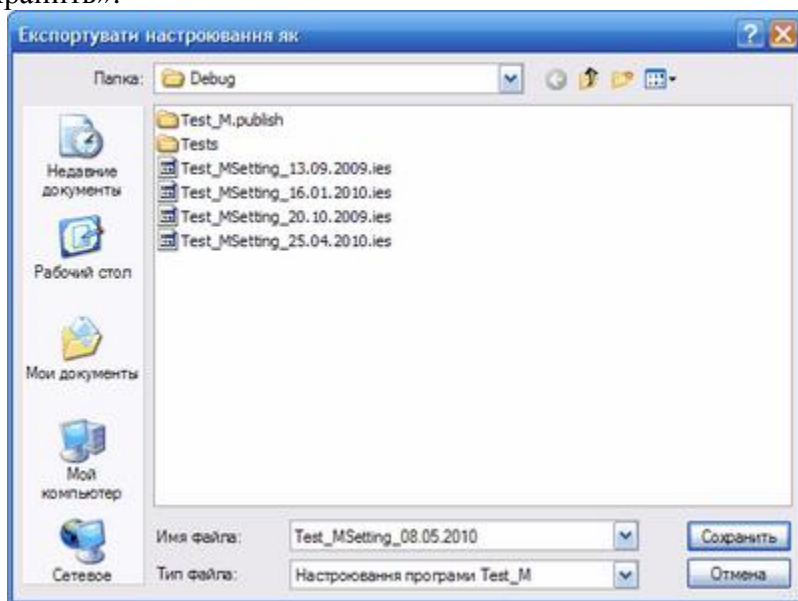 ранить».
Експортувати настроювання як
Папка: Debug
Test_M.publish
Tests
Test_MSetting_13.09.2009.ies
Test_MSetting_16.01.2010.ies
Test_MSetting_20.10.2009.ies
Test_MSetting_25.04.2010.ies
Недавние
документы
Рабочий стол
Мои документы
Мой
компьютер
Сетевое
Имя файла: Test_MSetting_08.05.2010 Сохранить
Тип файла: Настроювання програми Test_M Отмена